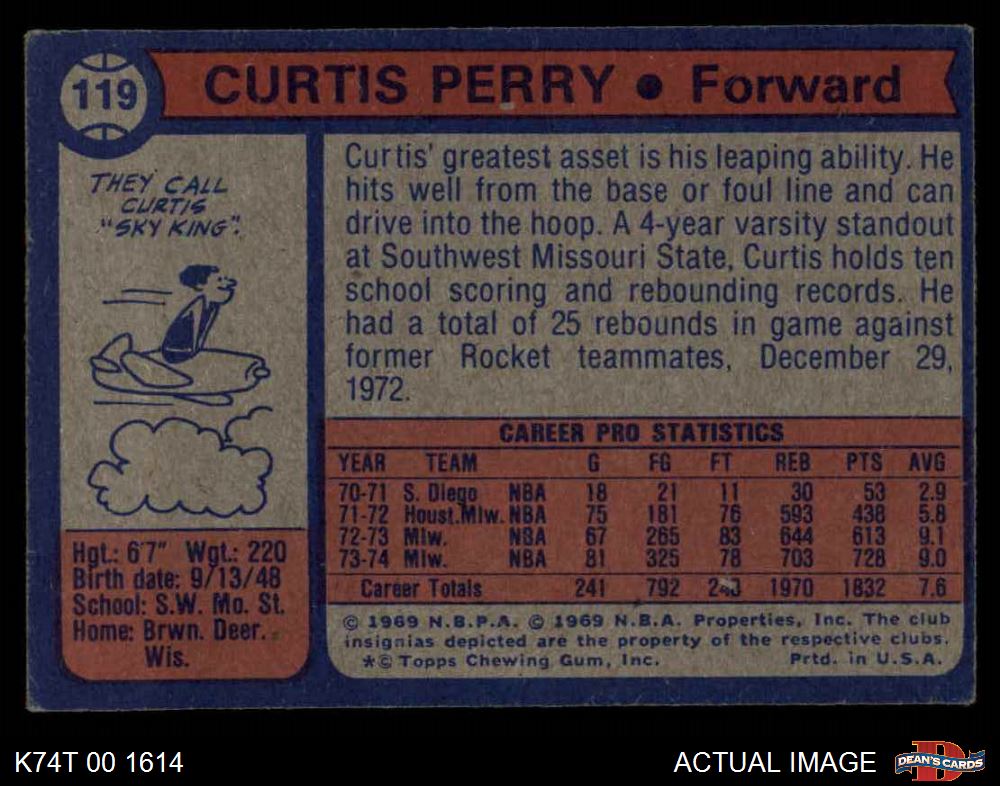 119
CURTIS PERRY ● Forward
THEY CALL
CURTIS
"SKY KING".
Curtis' greatest asset is his leaping ability. He
hits well from the base or foul line and can
drive into the hoop. A 4-year varsity standout
at Southwest Missouri State, Curtis holds ten
school scoring and rebounding records. He
had a total of 25 rebounds in game against
former Rocket teammates, December 29,
1972.
Hgt.: 6'7" Wgt.: 220
Birth date: 9/13/48
School: S.W. Mo. St.
Home: Brwn. Deer.
Wis.
CAREER PRO STATISTICS
YEAR TEAM G FG FT REB PTS AVG
70-71 S. Diego NBA 18 21 11 30 53 2.9
71-72 Houst.Miw. NBA 75 181 76 593 438 5.8
72-73 Miw. NBA 67 265 83 644 613 9.1
73-74 Miw. NBA 81 325 78 703 728 9.0
Career Totals 241 792 1970 1832 7.6
© 1969 N.B.P.A. © 1969 N.B.A. Properties, Inc. The club
insignias depicted are the property of the respective clubs.
*© Topps Chewing Gum, Inc. Prtd. in U.S.A.
K74T 00 1614
ACTUAL IMAGE
D
DEAN'S CARDS